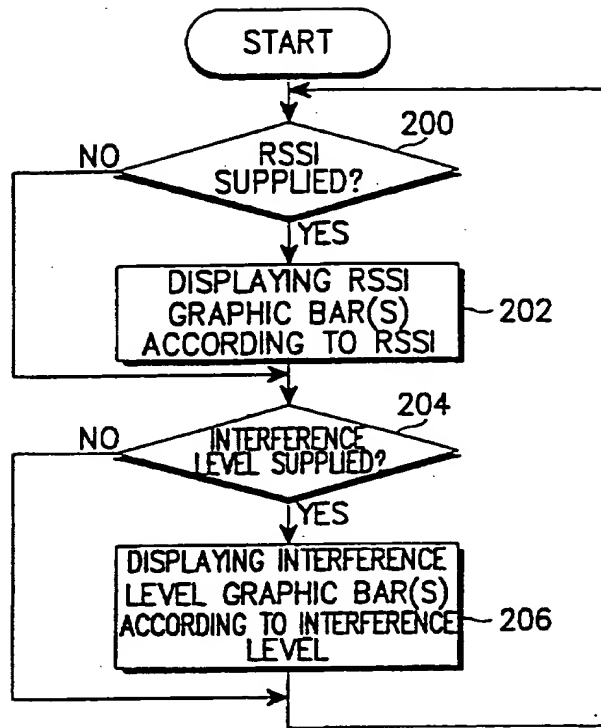 START
200
NO
RSSI
SUPPLIED?
YES
DISPLAYING RSSI
GRAPHIC BAR(S)
ACCORDING TO RSSI
202
204
NO
INTERFERENCE
LEVEL SUPPLIED?
YES
DISPLAYING INTERFERENCE
LEVEL GRAPHIC BAR(S)
ACCORDING TO INTERFERENCE
LEVEL
206